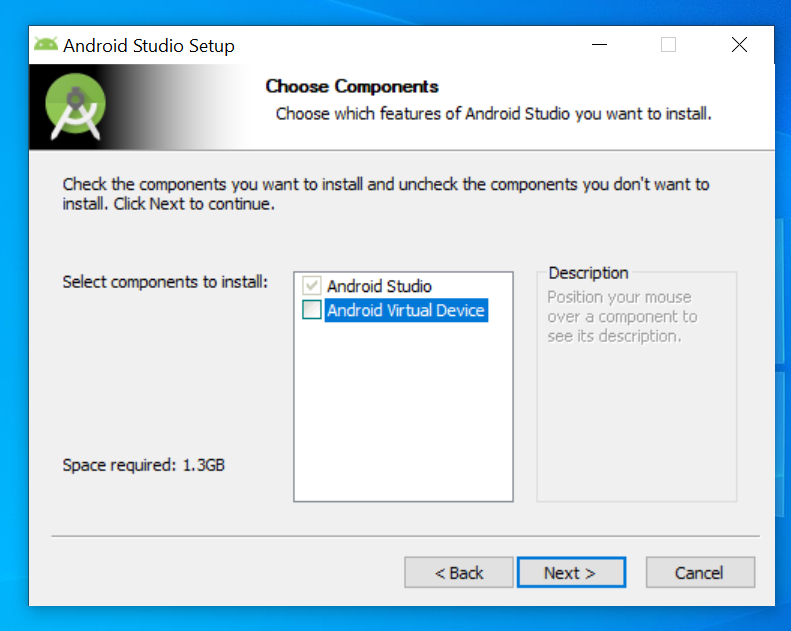 Android Studio Setup
Choose Components
Choose which features of Android Studio you want to install.
Check the components you want to install and uncheck the components you don't want to
install. Click Next to continue.
Select components to install:
Android Studio
Android Virtual Device
Description
Position your mouse
over a component to
see its description.
Space required: 1.3GB
< Back
Next >
Cancel